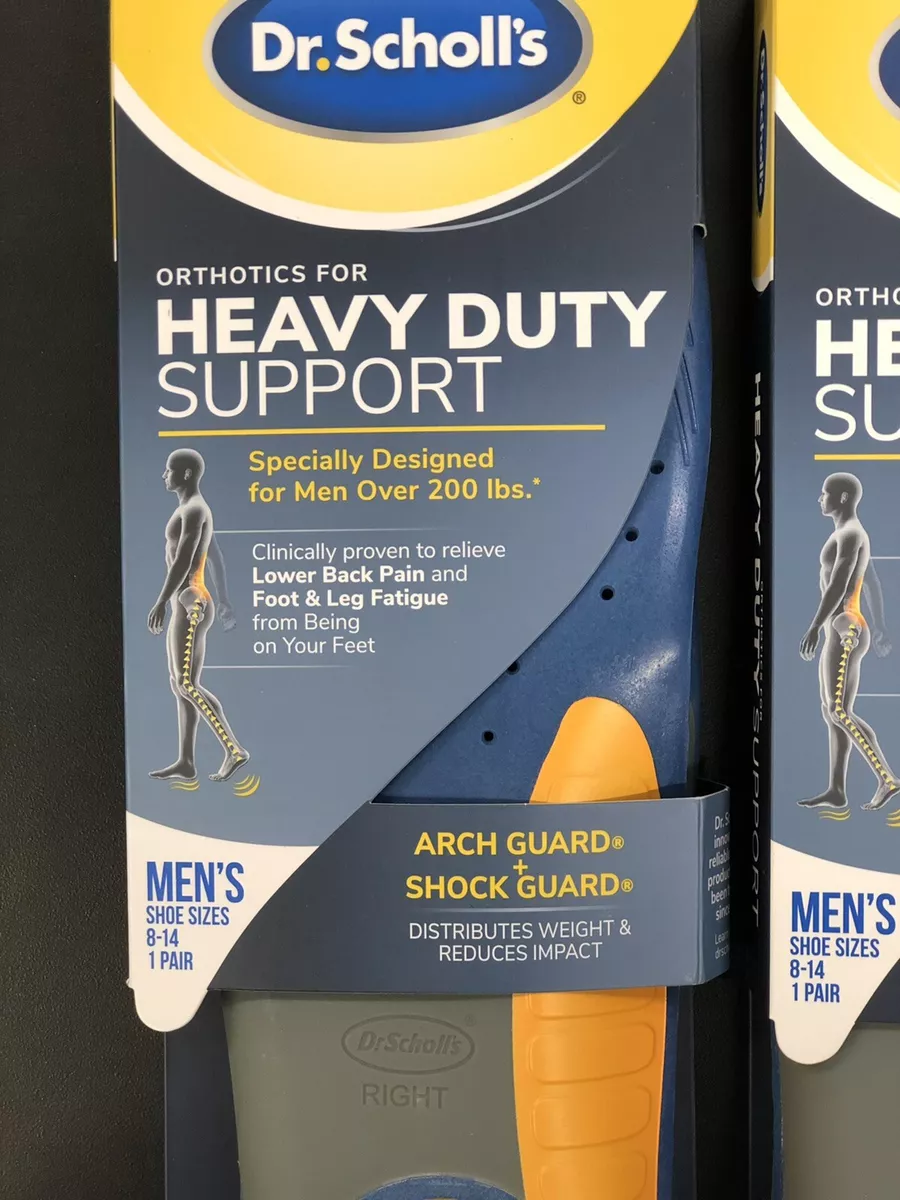 Dr.Scholl's
®
ORTHOTICS FOR
HEAVY DUTY
SUPPORT
Specially Designed
for Men Over 200 lbs.*
Clinically proven to relieve
Lower Back Pain and
Foot & Leg Fatigue
from Being
on Your Feet
ARCH GUARD®
+
SHOCK GUARD®
DISTRIBUTES WEIGHT &
REDUCES IMPACT
MEN'S
SHOE SIZES
8-14
1 PAIR
Dr.Scholl's
®
RIGHT
Dr.Scholl's
HEAVY DUTY SUPPORT
MEN'S
SHOE SIZES
8-14
1 PAIR